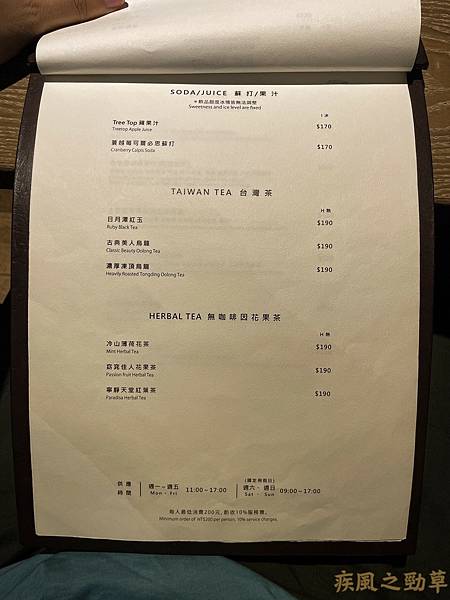 SODA/JUICE 蘇打/果汁
＊飲品甜度冰塊皆無法調整
Sweetness and ice level are fixed
I 冰
Tree Top 蘋果汁 $170
Treetop Apple Juice
蔓越莓可爾必思蘇打 $170
Cranberry Calpis Soda
TAIWAN TEA 台灣茶
H 熱
日月潭紅玉 $190
Ruby Black Tea
古典美人烏龍 $190
Classic Beauty Oolong Tea
濃厚凍頂烏龍 $190
Heavily Roasted Tongding Oolong Tea
HERBAL TEA 無咖啡因花果茶
H 熱
冷山薄荷花茶 $190
Mint Herbal Tea
窈窕佳人花果茶 $190
Passion fruit Herbal Tea
寧靜天堂紅葉茶 $190
Paradisa Herbal Tea
(國定例假日)
供應 週一~週五 11:00~17:00 週六、週日 09:00~17:00
時間 Mon - Fri Sat - Sun
每人最低消費200元, 酌收10%服務費。
Minimum order of NT$200 per person. 10% service charges.
疾風之勁草